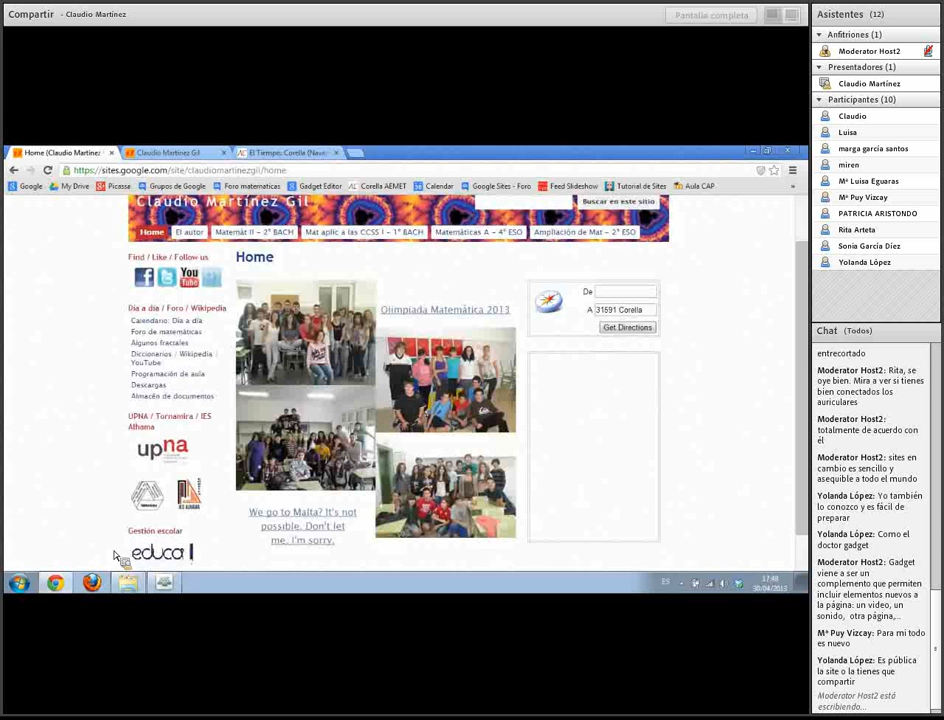 Compartir - Claudio Martínez
Pantalla completa
Home (Claudio Martínez
Claudio Martínez Gil
El Tiempo: Corella (Nava
https://sites.google.com/site/claudiomartinezgil/home
Google
My Drive
Picassa
Grupos de Google
Foro matematicas
Gadget Editor
Corella AEMET
Calendar
Google Sites - Foro
Feed Slideshow
Tutorial de Sites
Aula CAP
»
Claudio Martínez Gil
Buscar en este sitio
Home
El autor
Matemát II – 2º BACH
Mat aplic a las CCSS I – 1º BACH
Matemáticas A – 4º ESO
Ampliación de Mat – 2º ESO
Find / Like / Follow us
You
Día a día / Foro / Wikipedia
Calendario: Día a día
Foro de matemáticas
Algunos fractales
Diccionarios / Wikipedia /
YouTube
Programación de aula
Descargas
Almacén de documentos
UPNA / Tornamira / IES
Alhama
upna
IES ALHAMA
Gestión escolar
educa
Home
Olimpiada Matemática 2013
We go to Malta? It's not
possible. Don't let
me. I'm sorry.
De
A 31591 Corella
Get Directions
ES
17:48
30/04/2013
Asistentes (12)
Anfitriones (1)
Moderator Host2
Presentadores (1)
Claudio Martínez
Participantes (10)
Claudio
Luisa
marga garcía santos
miren
Mª Luisa Eguaras
Mª Puy Vizcay
PATRICIA ARISTONDO
Rita Arteta
Sonia García Díez
Yolanda López
Chat (Todos)
entrecortado
Moderator Host2: Rita, se
oye bien. Mira a ver si tienes
bien conectados los
auriculares
Moderator Host2:
totalmente de acuerdo con
él
Moderator Host2: sites en
cambio es sencillo y
asequible a todo el mundo
Yolanda López: Yo también
lo conozco y es fácil de
preparar
Yolanda López: Como el
doctor gadget
Moderator Host2: Gadget
viene a ser un
complemento que permiten
incluir elementos nuevos a
la página: un video, un
sonido, otra página,...
Mª Puy Vizcay: Para mi todo
es nuevo
Yolanda López: Es pública
la site o la tienes que
compartir
Moderator Host2 está
escribiendo...